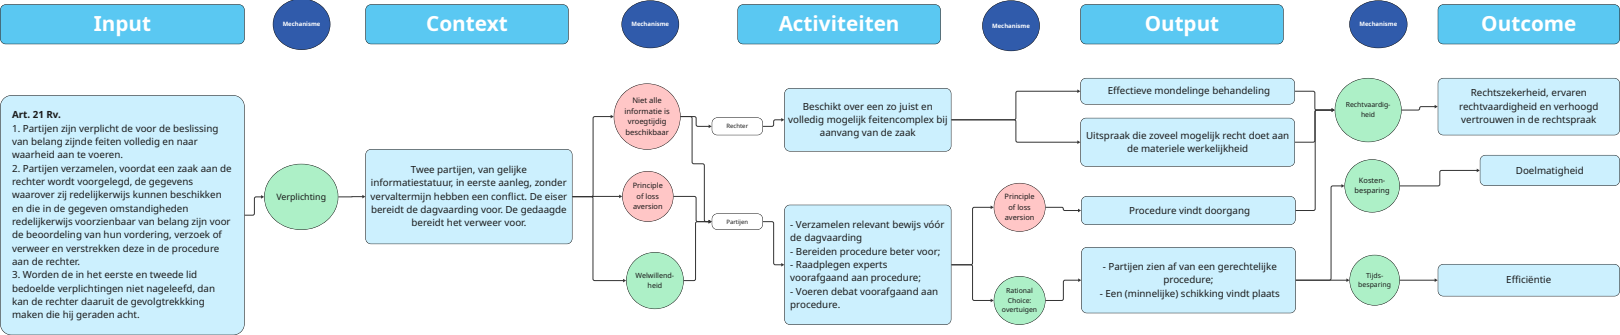 Input
Mechanisme
Context
Mechanisme
Activiteiten
Mechanisme
Output
Mechanisme
Outcome
Art. 21 Rv.
1. Partijen zijn verplicht de voor de beslissing
van belang zijnde feiten volledig en naar
waarheid aan te voeren.
2. Partijen verzamelen, voordat een zaak aan de
rechter wordt voorgelegd, de gegevens
waarover zij redelijkerwijs kunnen beschikken
en die in de gegeven omstandigheden
redelijkerwijs voorzienbaar van belang zijn voor
de beoordeling van hun vordering, verzoek of
verweer en verstrekken deze in de procedure
aan de rechter.
3. Worden de in het eerste en tweede lid
bedoelde verplichtingen niet nageleefd, dan
kan de rechter daaruit de gevolgtrekkking
maken die hij geraden acht.
Verplichting
Twee partijen, van gelijke
informatiestatuur, in eerste aanleg, zonder
vervaltermijn hebben een conflict. De eiser
bereidt de dagvaarding voor. De gedaagde
bereidt het verweer voor.
Niet alle
informatie is
vroegtijdig
beschikbaar
Principle
of loss
aversion
Welwillend-
heid
Rechter
Partijen
Beschikt over een zo juist en
volledig mogelijk feitencomplex bij
aanvang van de zaak
- Verzamelen relevant bewijs vóór
de dagvaarding
- Bereiden procedure beter voor;
- Raadplegen experts
voorafgaand aan procedure;
- Voeren debat voorafgaand aan
procedure.
Principle
of loss
aversion
Rational
Choice:
overtuigen
Effectieve mondelinge behandeling
Uitspraak die zoveel mogelijk recht doet aan
de materiele werkelijkheid
Procedure vindt doorgang
- Partijen zien af van een gerechtelijke
procedure;
- Een (minnelijke) schikking vindt plaats
Rechtvaardig-
heid
Kosten-
besparing
Tijds-
besparing
Rechtszekerheid, ervaren
rechtvaardigheid en verhoogd
vertrouwen in de rechtspraak
Doelmatigheid
Efficiëntie